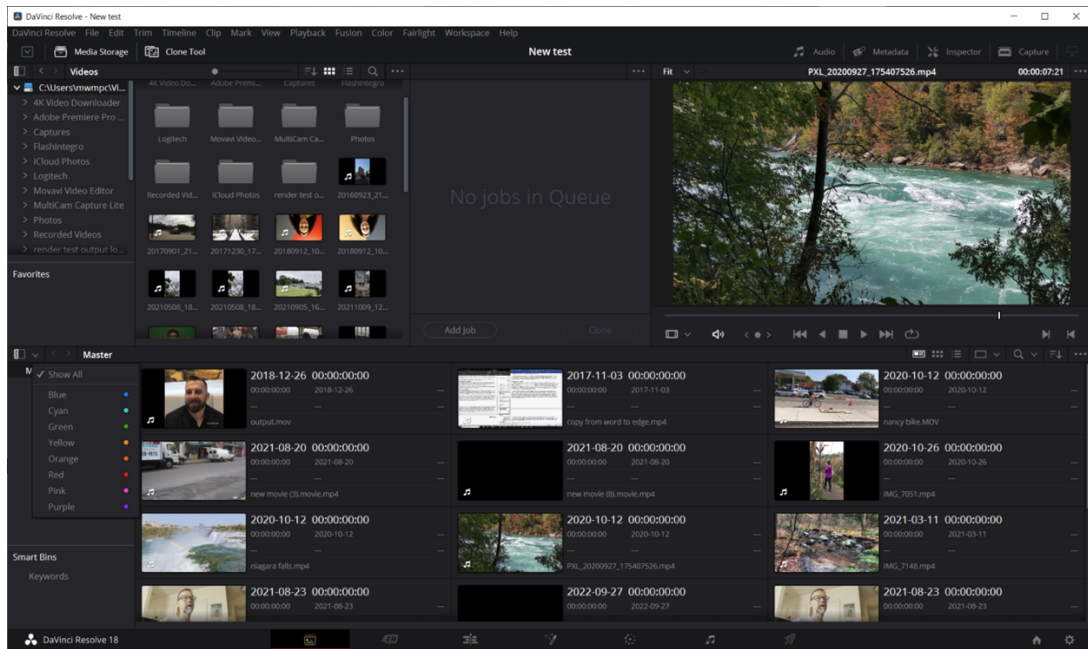 DaVinci Resolve - New test
DaVinci Resolve File Edit Trim Timeline Clip Mark View Playback Fusion Color Fairlight Workspace Help
Media Storage Clone Tool New test Audio Metadata Inspector Capture
Videos Fit PXL_20200927_175407526.mp4 00:00:07:21
C:\Users\mwmpc\Vi...
4K Video Downloader
Adobe Premiere Pro ...
Captures
FlashIntegro
iCloud Photos
Logitech
Movavi Video Editor
MultiCam Capture Lite
Photos
Recorded Videos
render test output lo...
Favorites
4K Video Do... Adobe Premi... Captures FlashIntegro
Logitech Movavi Video... MultiCam Ca... Photos
Recorded Vid... iCloud Photos render test o... 20160923_21...
20170901_21... 20171230_17... 20180912_10... 20180912_10...
20210508_18... 20210508_18... 20210905_16... 20211009_12...
No jobs in Queue
Add Job Clone
Master
Show All
Blue
Cyan
Green
Yellow
Orange
Red
Pink
Purple
Smart Bins
Keywords
2018-12-26 00:00:00:00
00:00:00:00 2018-12-26
output.mov
2017-11-03 00:00:00:00
00:00:00:00 2017-11-03
copy from word to edge.mp4
2020-10-12 00:00:00:00
00:00:00:00 2020-10-12
nancy bike.MOV
2021-08-20 00:00:00:00
00:00:00:00 2021-08-20
new movie (3).movie.mp4
2021-08-20 00:00:00:00
00:00:00:00 2021-08-20
new movie (8).movie.mp4
2020-10-26 00:00:00:00
00:00:00:00 2020-10-26
IMG_7051.mp4
2020-10-12 00:00:00:00
00:00:00:00 2020-10-12
niagara falls.mp4
2020-10-12 00:00:00:00
00:00:00:00 2020-10-12
PXL_20200927_175407526.mp4
2021-03-11 00:00:00:00
00:00:00:00 2021-03-11
IMG_7148.mp4
2021-08-23 00:00:00:00
00:00:00:00 2021-08-23
2022-09-27 00:00:00:00
00:00:00:00 2022-09-27
2021-08-23 00:00:00:00
00:00:00:00 2021-08-23
DaVinci Resolve 18